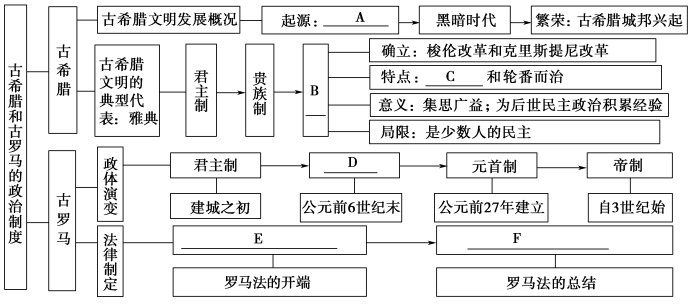 古希腊和古罗马的政治制度
古希腊
古希腊文明发展概况
起源：A
黑暗时代
繁荣：古希腊城邦兴起
古希腊
文明的
典型代
表：雅典
君主制
贵族制
B
确立：梭伦改革和克里斯提尼改革
特点：C 和轮番而治
意义：集思广益；为后世民主政治积累经验
局限：是少数人的民主
古罗马
政体演变
君主制
D
元首制
帝制
建城之初
公元前6世纪末
公元前27年建立
自3世纪始
法律制定
E
F
罗马法的开端
罗马法的总结